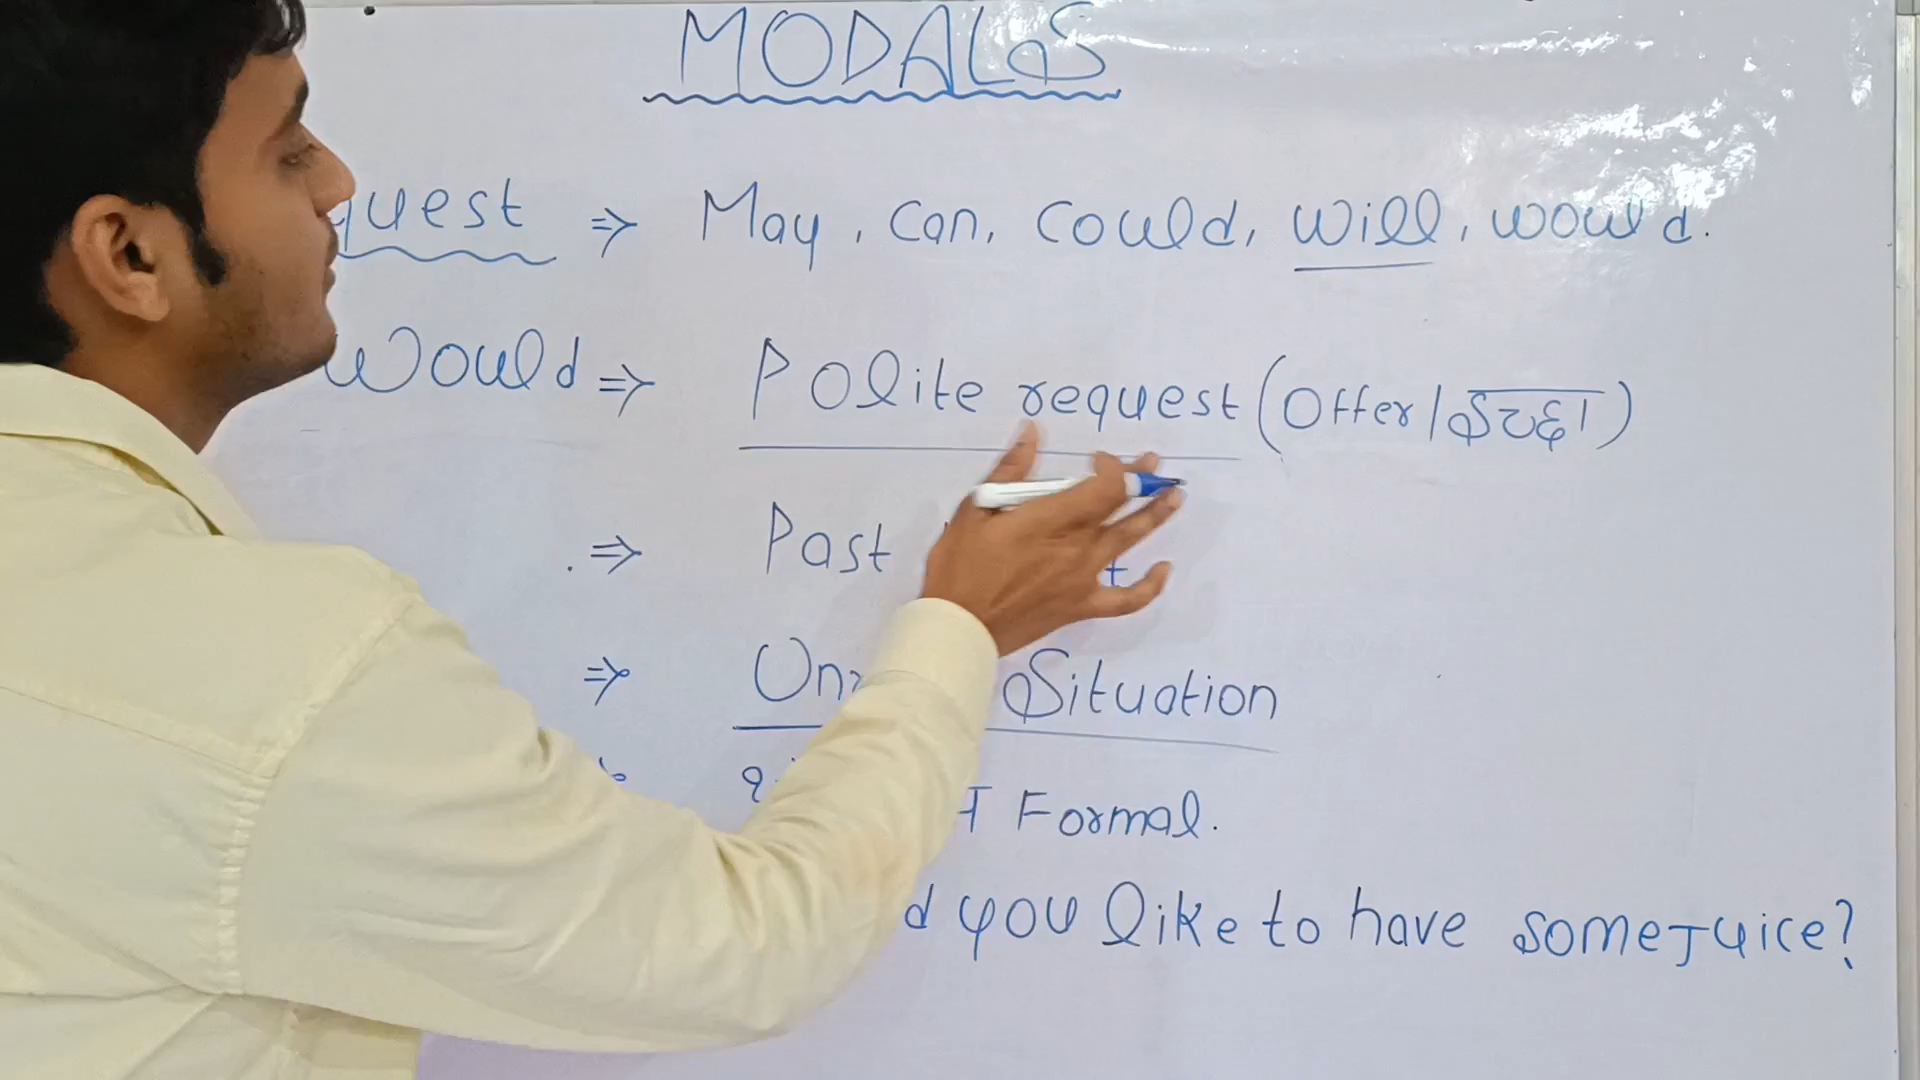 MODALS
quest ⇒ May, Can, Could, will, would.
Would ⇒ Polite request (Offer/इच्छा)
⇒ Past
⇒ Situation
Formal.
you like to have some Juice?